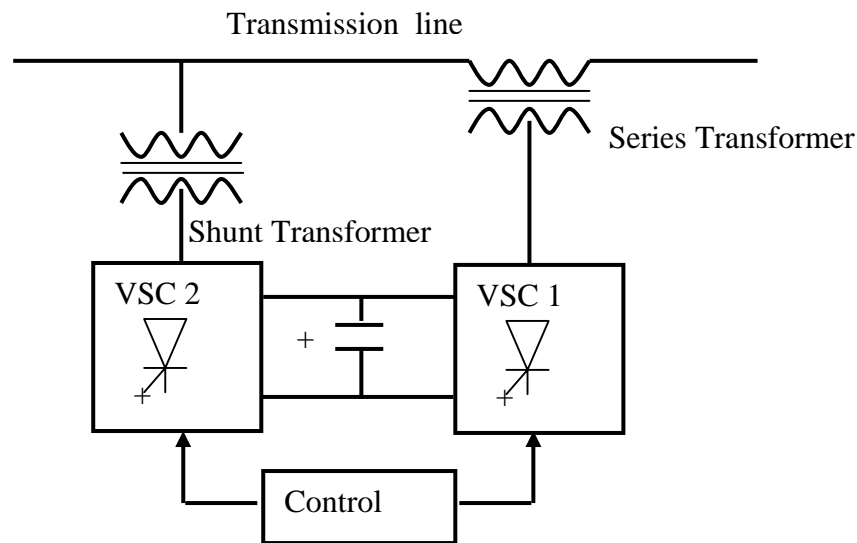 Transmission line
Series Transformer
Shunt Transformer
VSC 2
VSC 1
+
+
+
Control